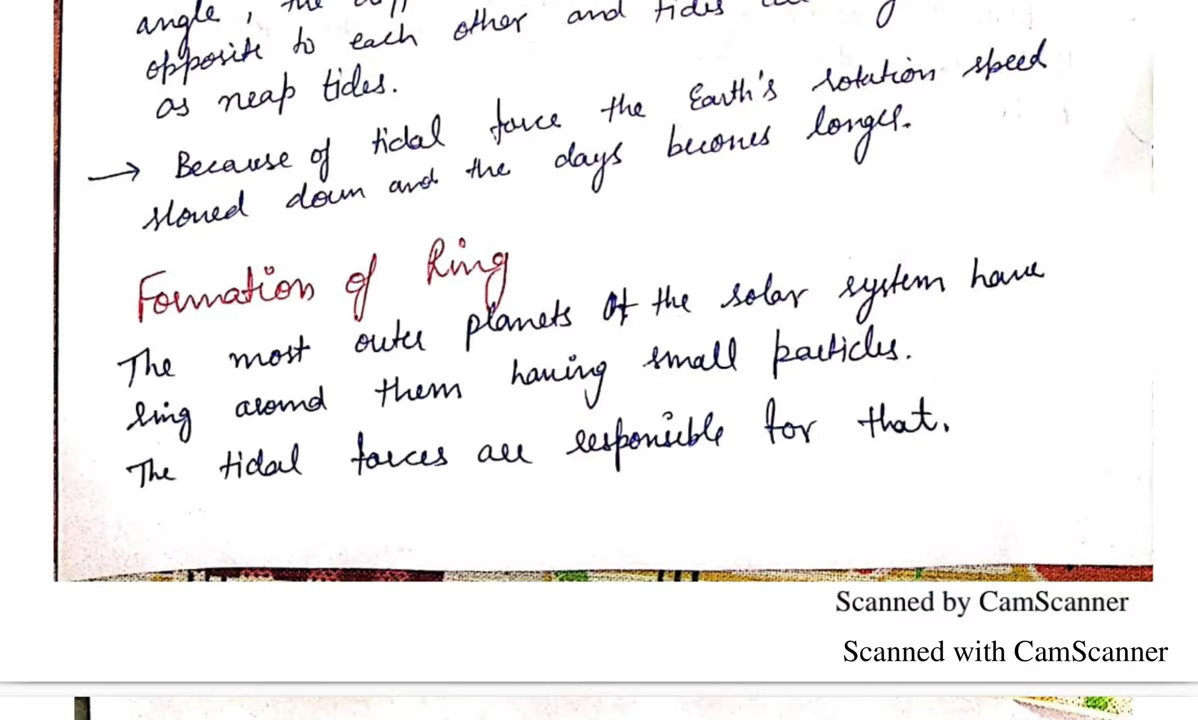 angle, the
opposite to each other and tides
as neap tides.
→ Because of tidal force the Earth's rotation speed
slowed down and the days becomes longer.
Formation of Ring
The most outer planets of the solar system have
ring around them having small particles.
The tidal forces are responsible for that.
Scanned by CamScanner
Scanned with CamScanner